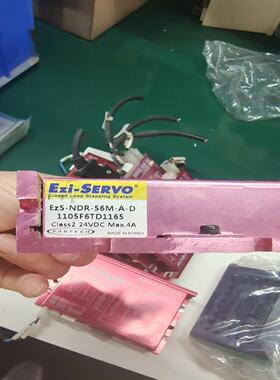 Ezi-SERVO®
Closed Loop Stepping System
EzS-NDR-56M-A-D
1105F6TD1165
Class2 24VDC Max.4A
FASTECH MADE IN KOREA